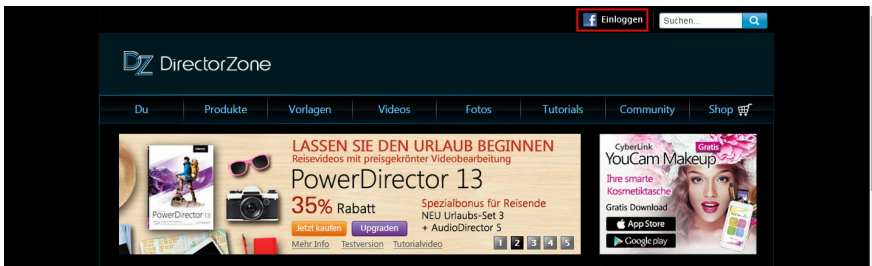 f Einloggen Suchen...
DZ DirectorZone
Du Produkte Vorlagen Videos Fotos Tutorials Community Shop
LASSEN SIE DEN URLAUB BEGINNEN
Reisevideos mit preisgekrönter Videobearbeitung
PowerDirector 13
35% Rabatt
Spezialbonus für Reisende
NEU Urlaubs-Set 3
+ AudioDirector 5
Jetzt kaufen Upgraden
Mehr Info Testversion Tutorialvideo
1 2 3 4 5
PowerDirector 13
CyberLink Gratis
YouCam Makeup
Ihre smarte
Kosmetiktasche
Gratis Download
App Store
Google play